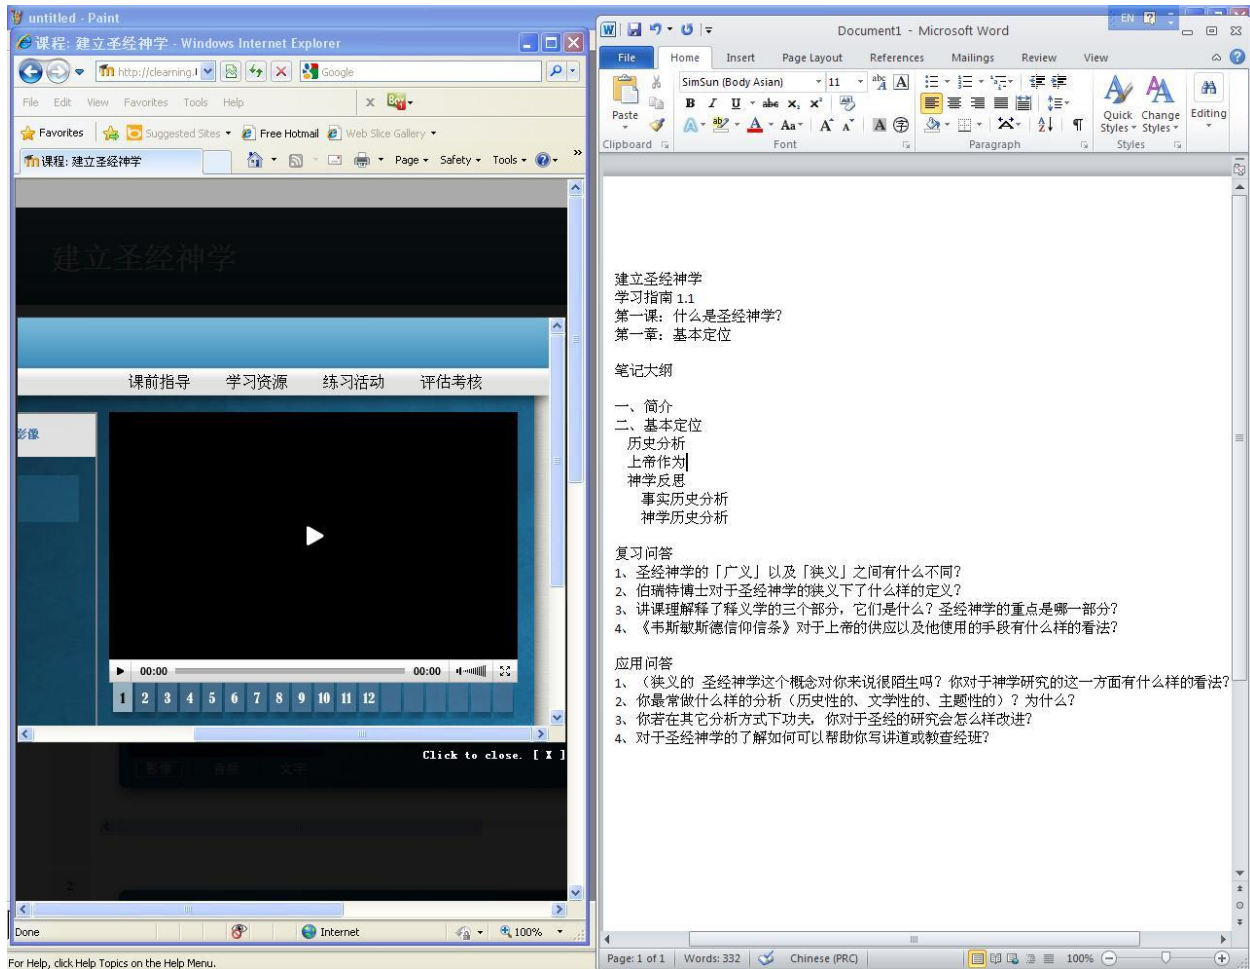 untitled - Paint
课程: 建立圣经神学 - Windows Internet Explorer
http://clearning.
Google
File Edit View Favorites Tools Help
Favorites Suggested Sites Free Hotmail Web Slice Gallery
课程: 建立圣经神学
Page Safety Tools
建立圣经神学
课前指导 学习资源 练习活动 评估考核
影像
00:00 00:00
1 2 3 4 5 6 7 8 9 10 11 12
Click to close. [ X ]
影像 音频 文字
2
Done Internet 100%
For Help, click Help Topics on the Help Menu.
EN
Document1 - Microsoft Word
File Home Insert Page Layout References Mailings Review View
SimSun (Body Asian) 11
Paste
Quick Styles Change Styles Editing
Clipboard Font Paragraph Styles
建立圣经神学
学习指南 1.1
第一课：什么是圣经神学？
第一章：基本定位
笔记大纲
一、简介
二、基本定位
历史分析
上帝作为
神学反思
事实历史分析
神学历史分析
复习问答
1、圣经神学的「广义」以及「狭义」之间有什么不同？
2、伯瑞特博士对于圣经神学的狭义下了什么样的定义？
3、讲课理解释了释义学的三个部分，它们是什么？圣经神学的重点是哪一部分？
4、《韦斯敏斯德信仰信条》对于上帝的供应以及他使用的手段有什么样的看法？
应用问答
1、（狭义的 圣经神学这个概念对你来说很陌生吗？你对于神学研究的这一方面有什么样的看法？
2、你最常做什么样的分析（历史性的、文学性的、主题性的）？为什么？
3、你若在其它分析方式下功夫，你对于圣经的研究会怎么样改进？
4、对于圣经神学的了解如何可以帮助你写讲道或教查经班？
Page: 1 of 1 Words: 332 Chinese (PRC) 100%